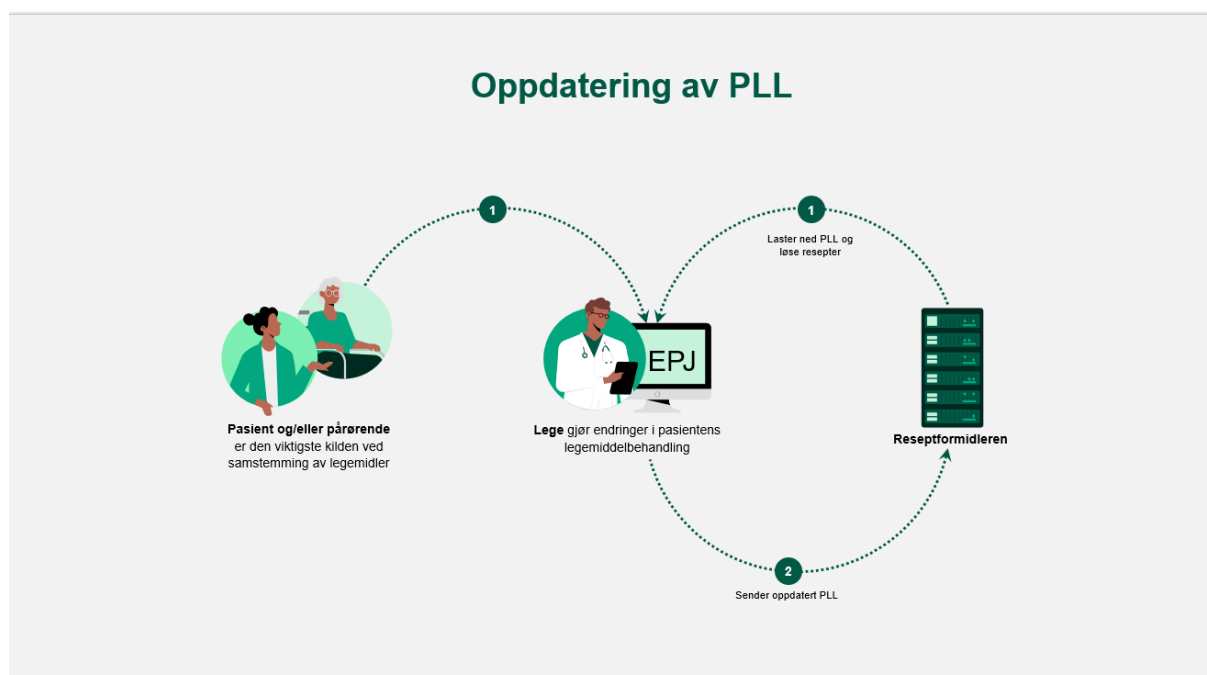 Oppdatering av PLL
1
1
Laster ned PLL og
løse resepter
EPJ
Pasient og/eller pårørende
er den viktigste kilden ved
samstemming av legemidler
Lege gjør endringer i pasientens
legemiddelbehandling
Reseptformidleren
2
Sender oppdatert PLL